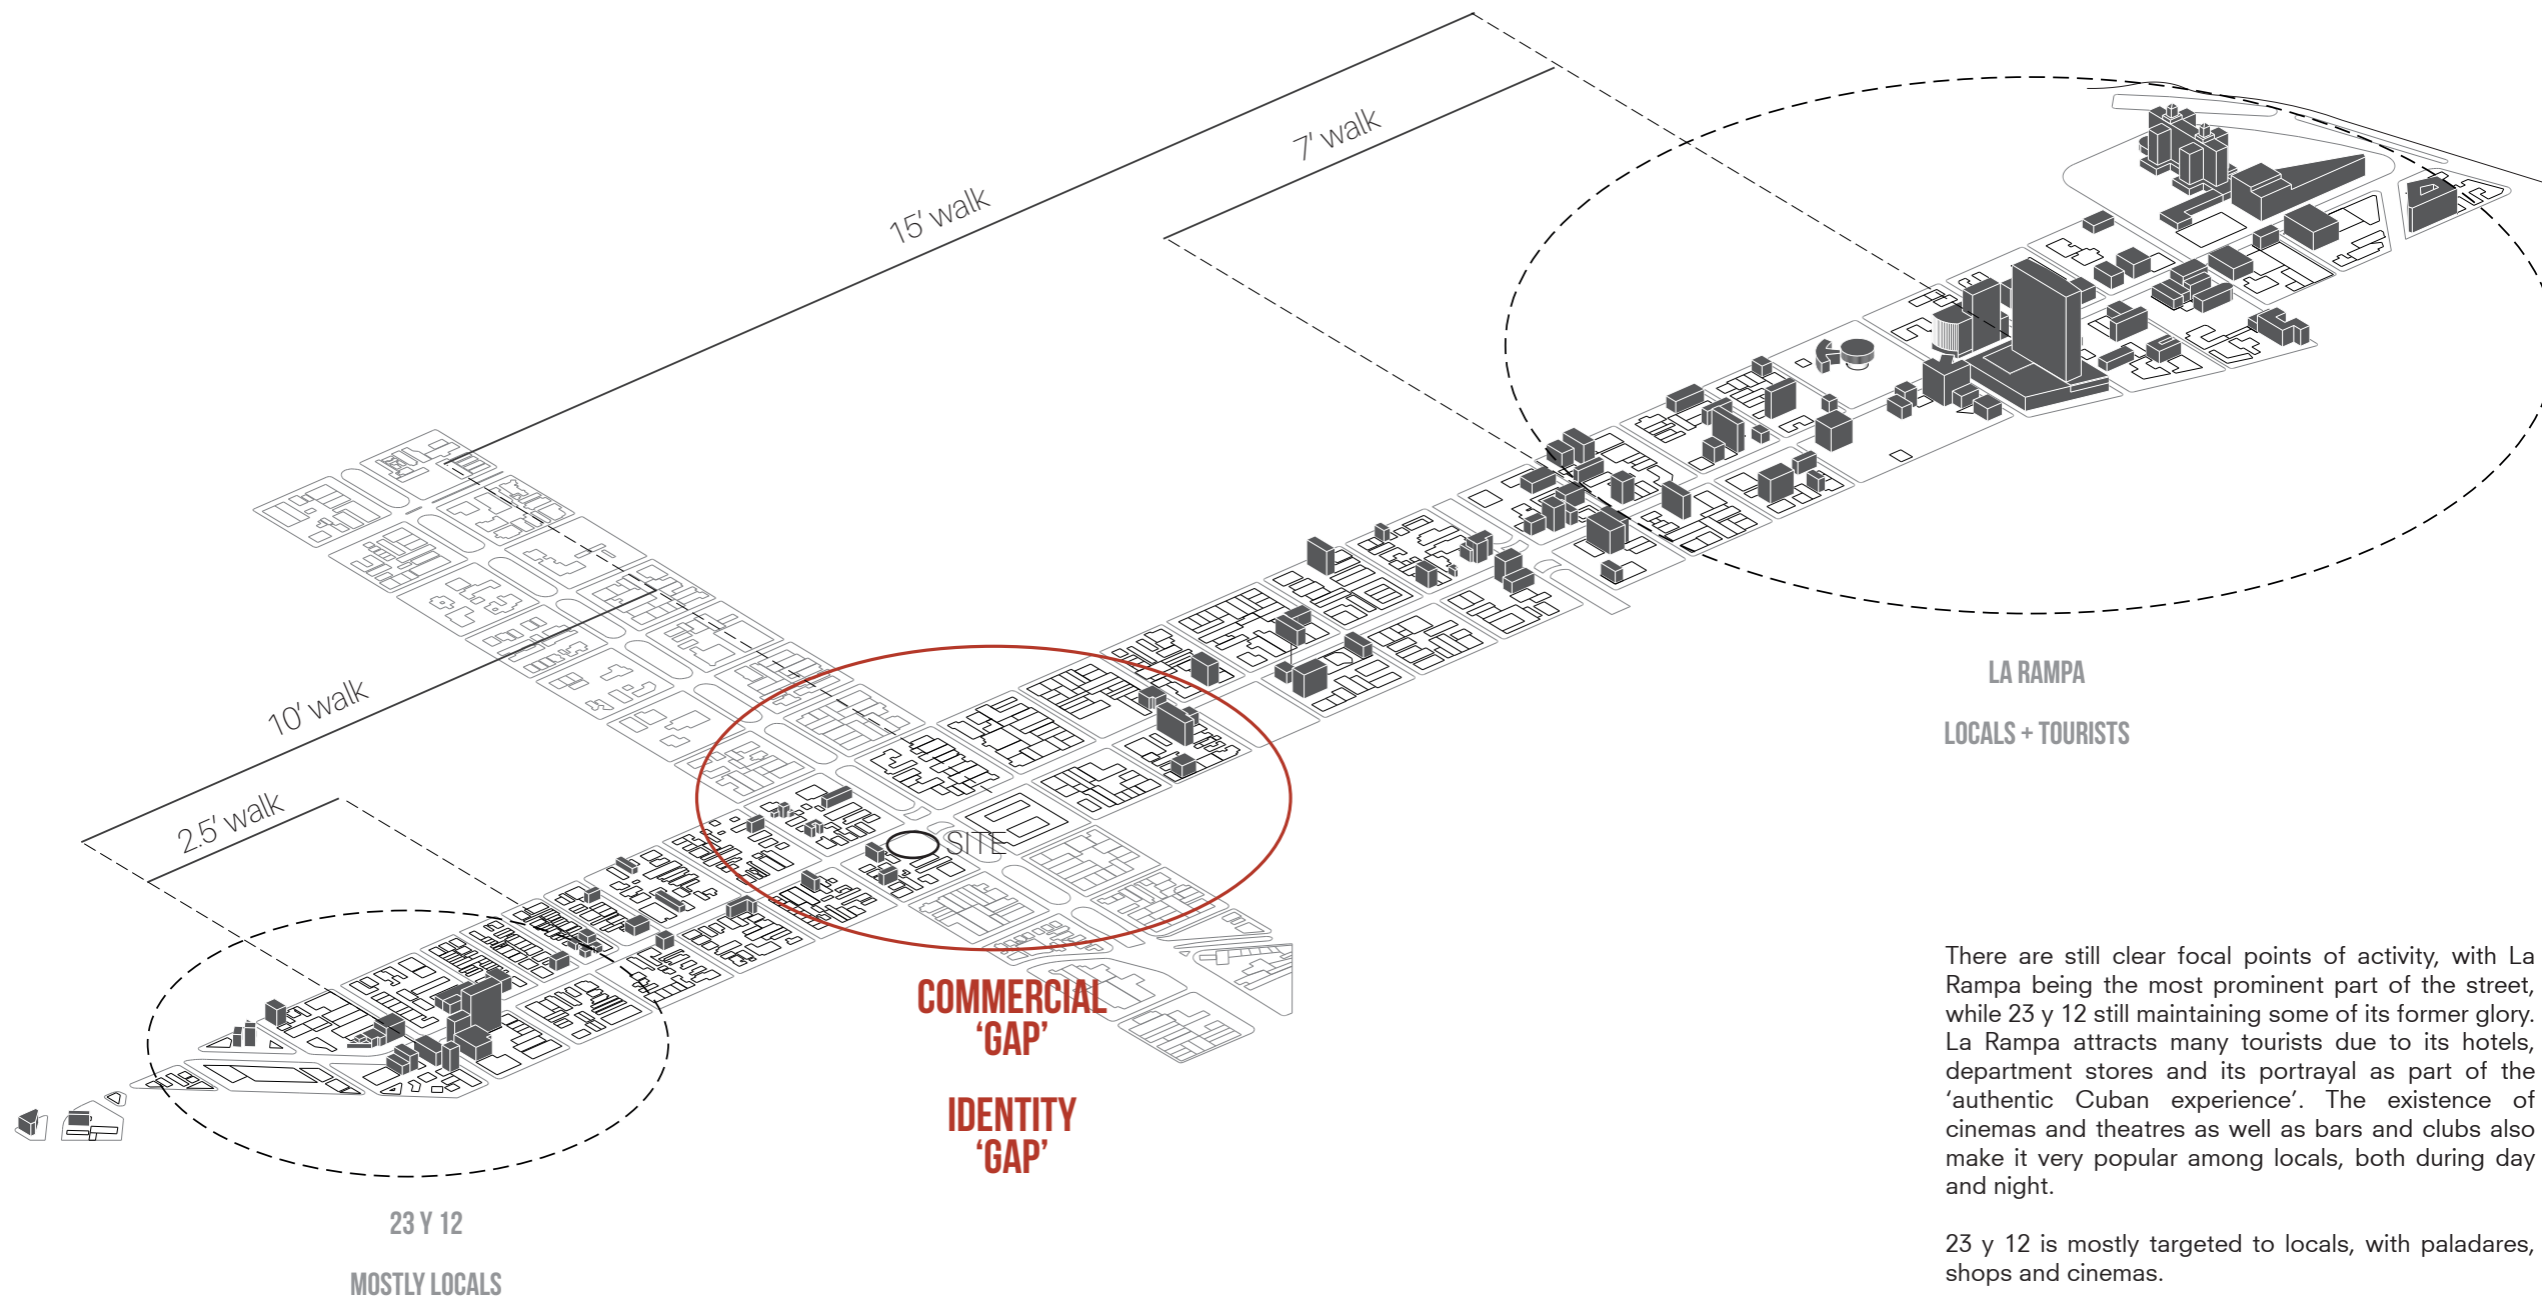 15' walk
7' walk
10' walk
2.5' walk
SITE
LA RAMPA
LOCALS + TOURISTS
COMMERCIAL
‘GAP’
IDENTITY
‘GAP’
23 Y 12
MOSTLY LOCALS
There are still clear focal points of activity, with La
Rampa being the most prominent part of the street,
while 23 y 12 still maintaining some of its former glory.
La Rampa attracts many tourists due to its hotels,
department stores and its portrayal as part of the
‘authentic Cuban experience’. The existence of
cinemas and theatres as well as bars and clubs also
make it very popular among locals, both during day
and night.
23 y 12 is mostly targeted to locals, with paladares,
shops and cinemas.